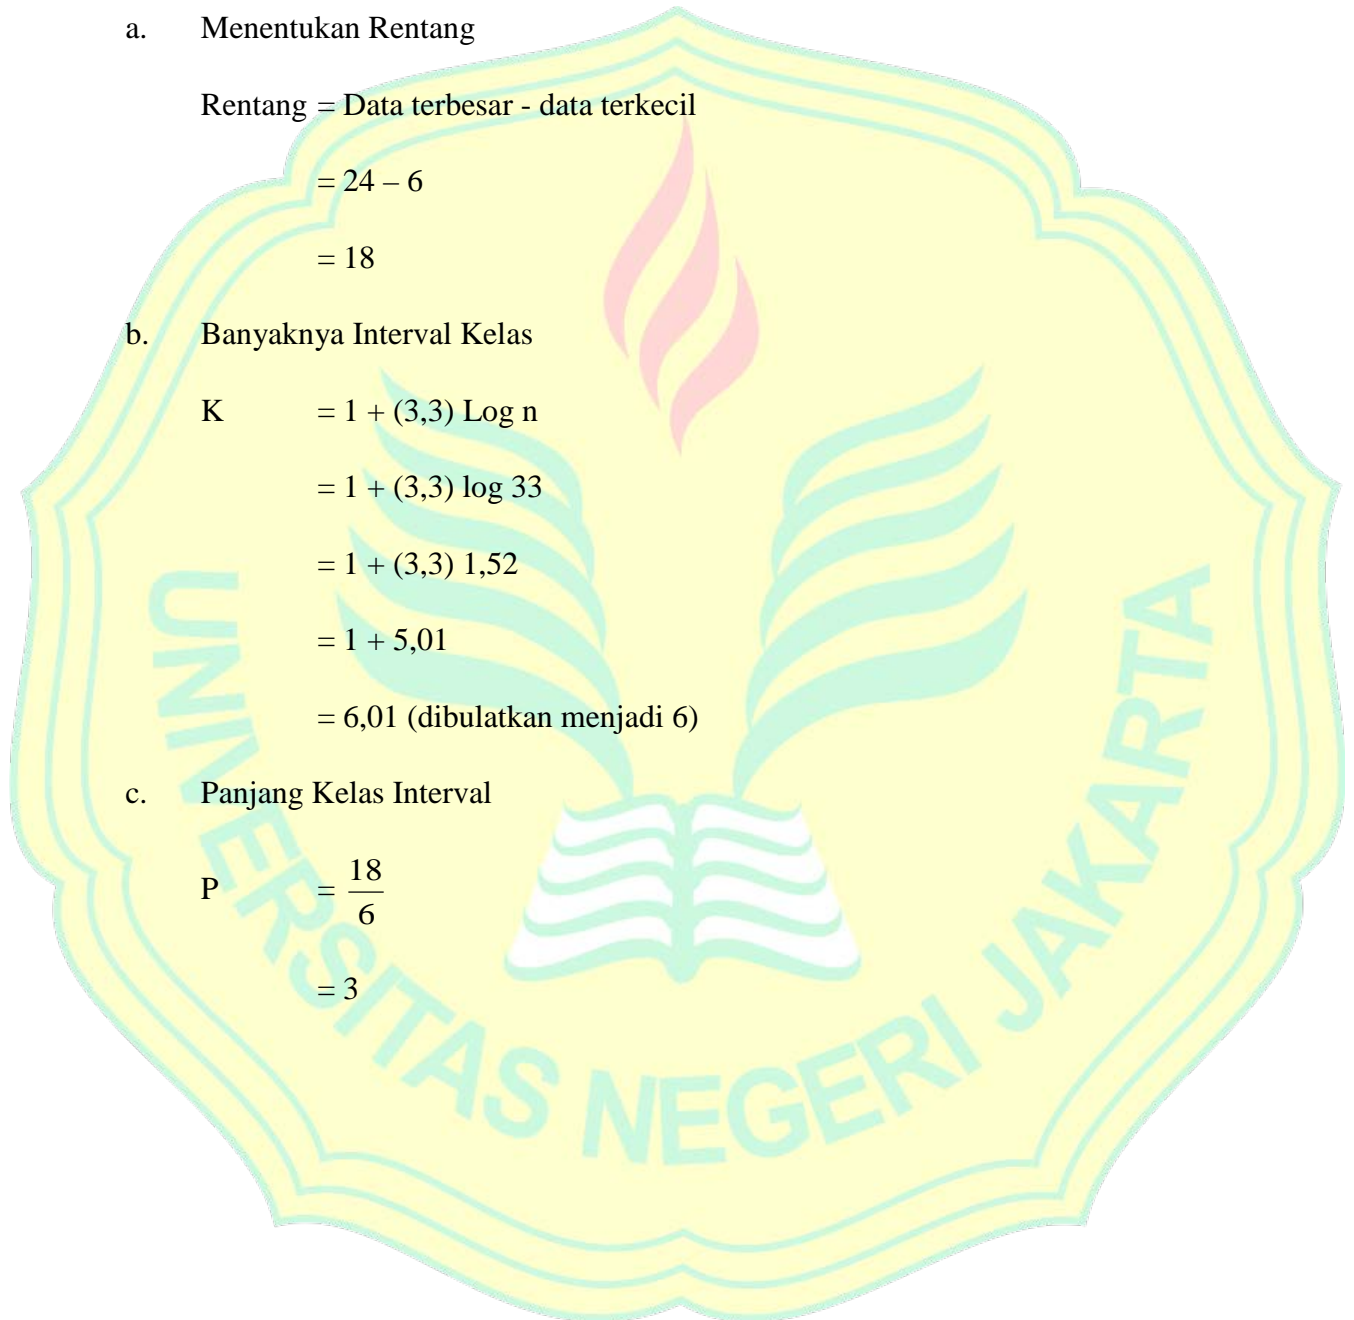 a. Menentukan Rentang
Rentang = Data terbesar - data terkecil
= 24 – 6
= 18
b. Banyaknya Interval Kelas
K = 1 + (3,3) Log n
= 1 + (3,3) log 33
= 1 + (3,3) 1,52
= 1 + 5,01
= 6,01 (dibulatkan menjadi 6)
c. Panjang Kelas Interval
P = 18/6
= 3
UNIVERSITAS NEGERI JAKARTA